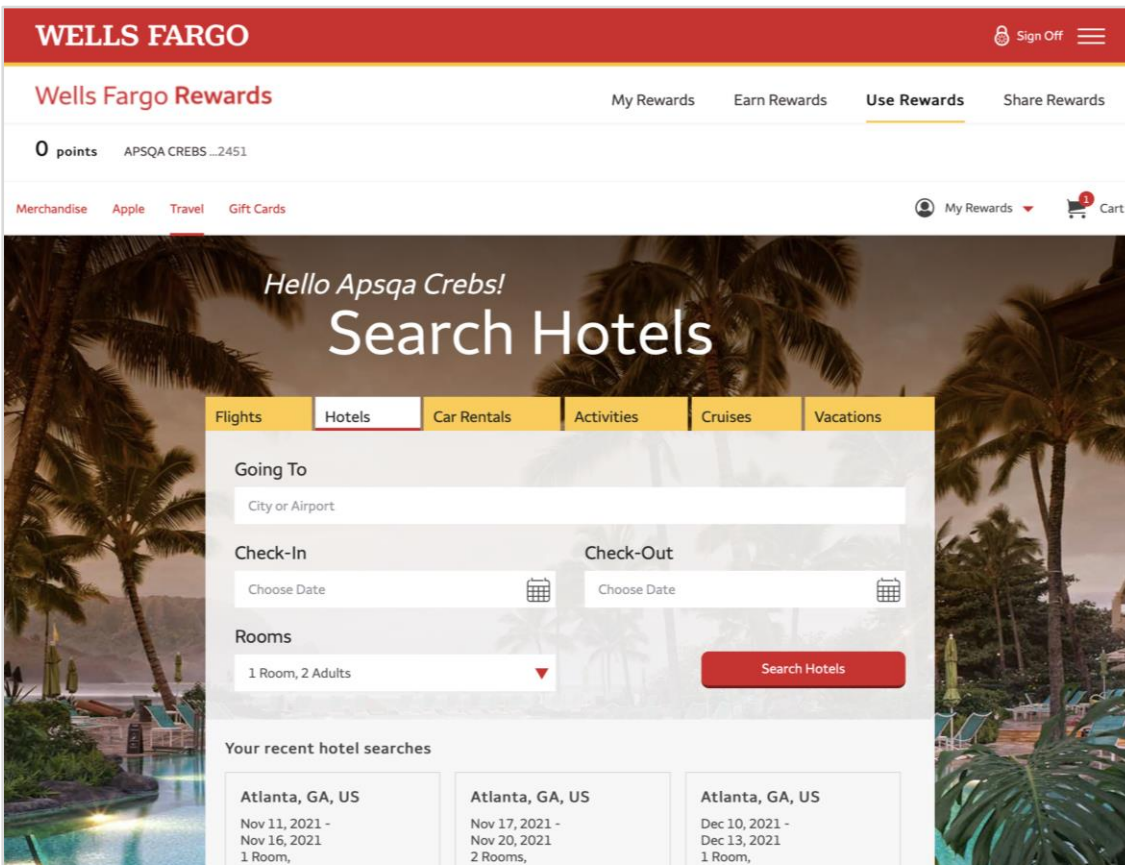 WELLS FARGO
Sign Off
Wells Fargo Rewards
My Rewards
Earn Rewards
Use Rewards
Share Rewards
0 points APSQA CREBS ...2451
Merchandise
Apple
Travel
Gift Cards
My Rewards
1
Cart
Hello Apsqa Crebs!
Search Hotels
Flights
Hotels
Car Rentals
Activities
Cruises
Vacations
Going To
City or Airport
Check-In
Check-Out
Choose Date
Choose Date
Rooms
1 Room, 2 Adults
Search Hotels
Your recent hotel searches
Atlanta, GA, US
Nov 11, 2021 -
Nov 16, 2021
1 Room,
Atlanta, GA, US
Nov 17, 2021 -
Nov 20, 2021
2 Rooms,
Atlanta, GA, US
Dec 10, 2021 -
Dec 13, 2021
1 Room,